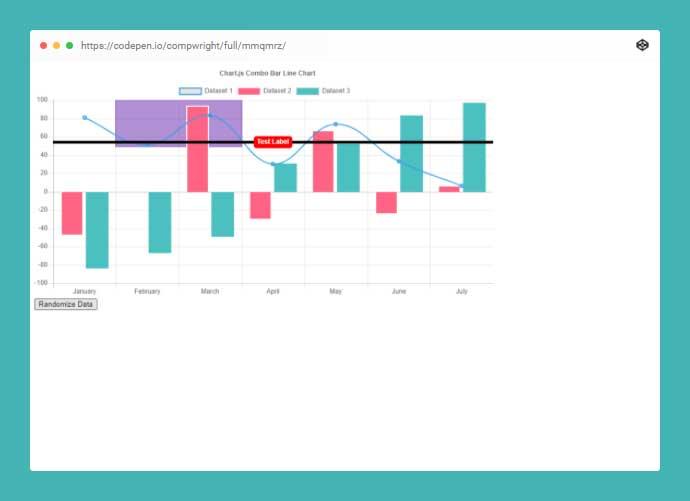 https://codepen.io/compwright/full/mmqmrz/
Chart.js Combo Bar Line Chart
Dataset 1 Dataset 2 Dataset 3
100
80
60
40
20
0
-20
-40
-60
-80
-100
Test Label
January February March April May June July
Randomize Data